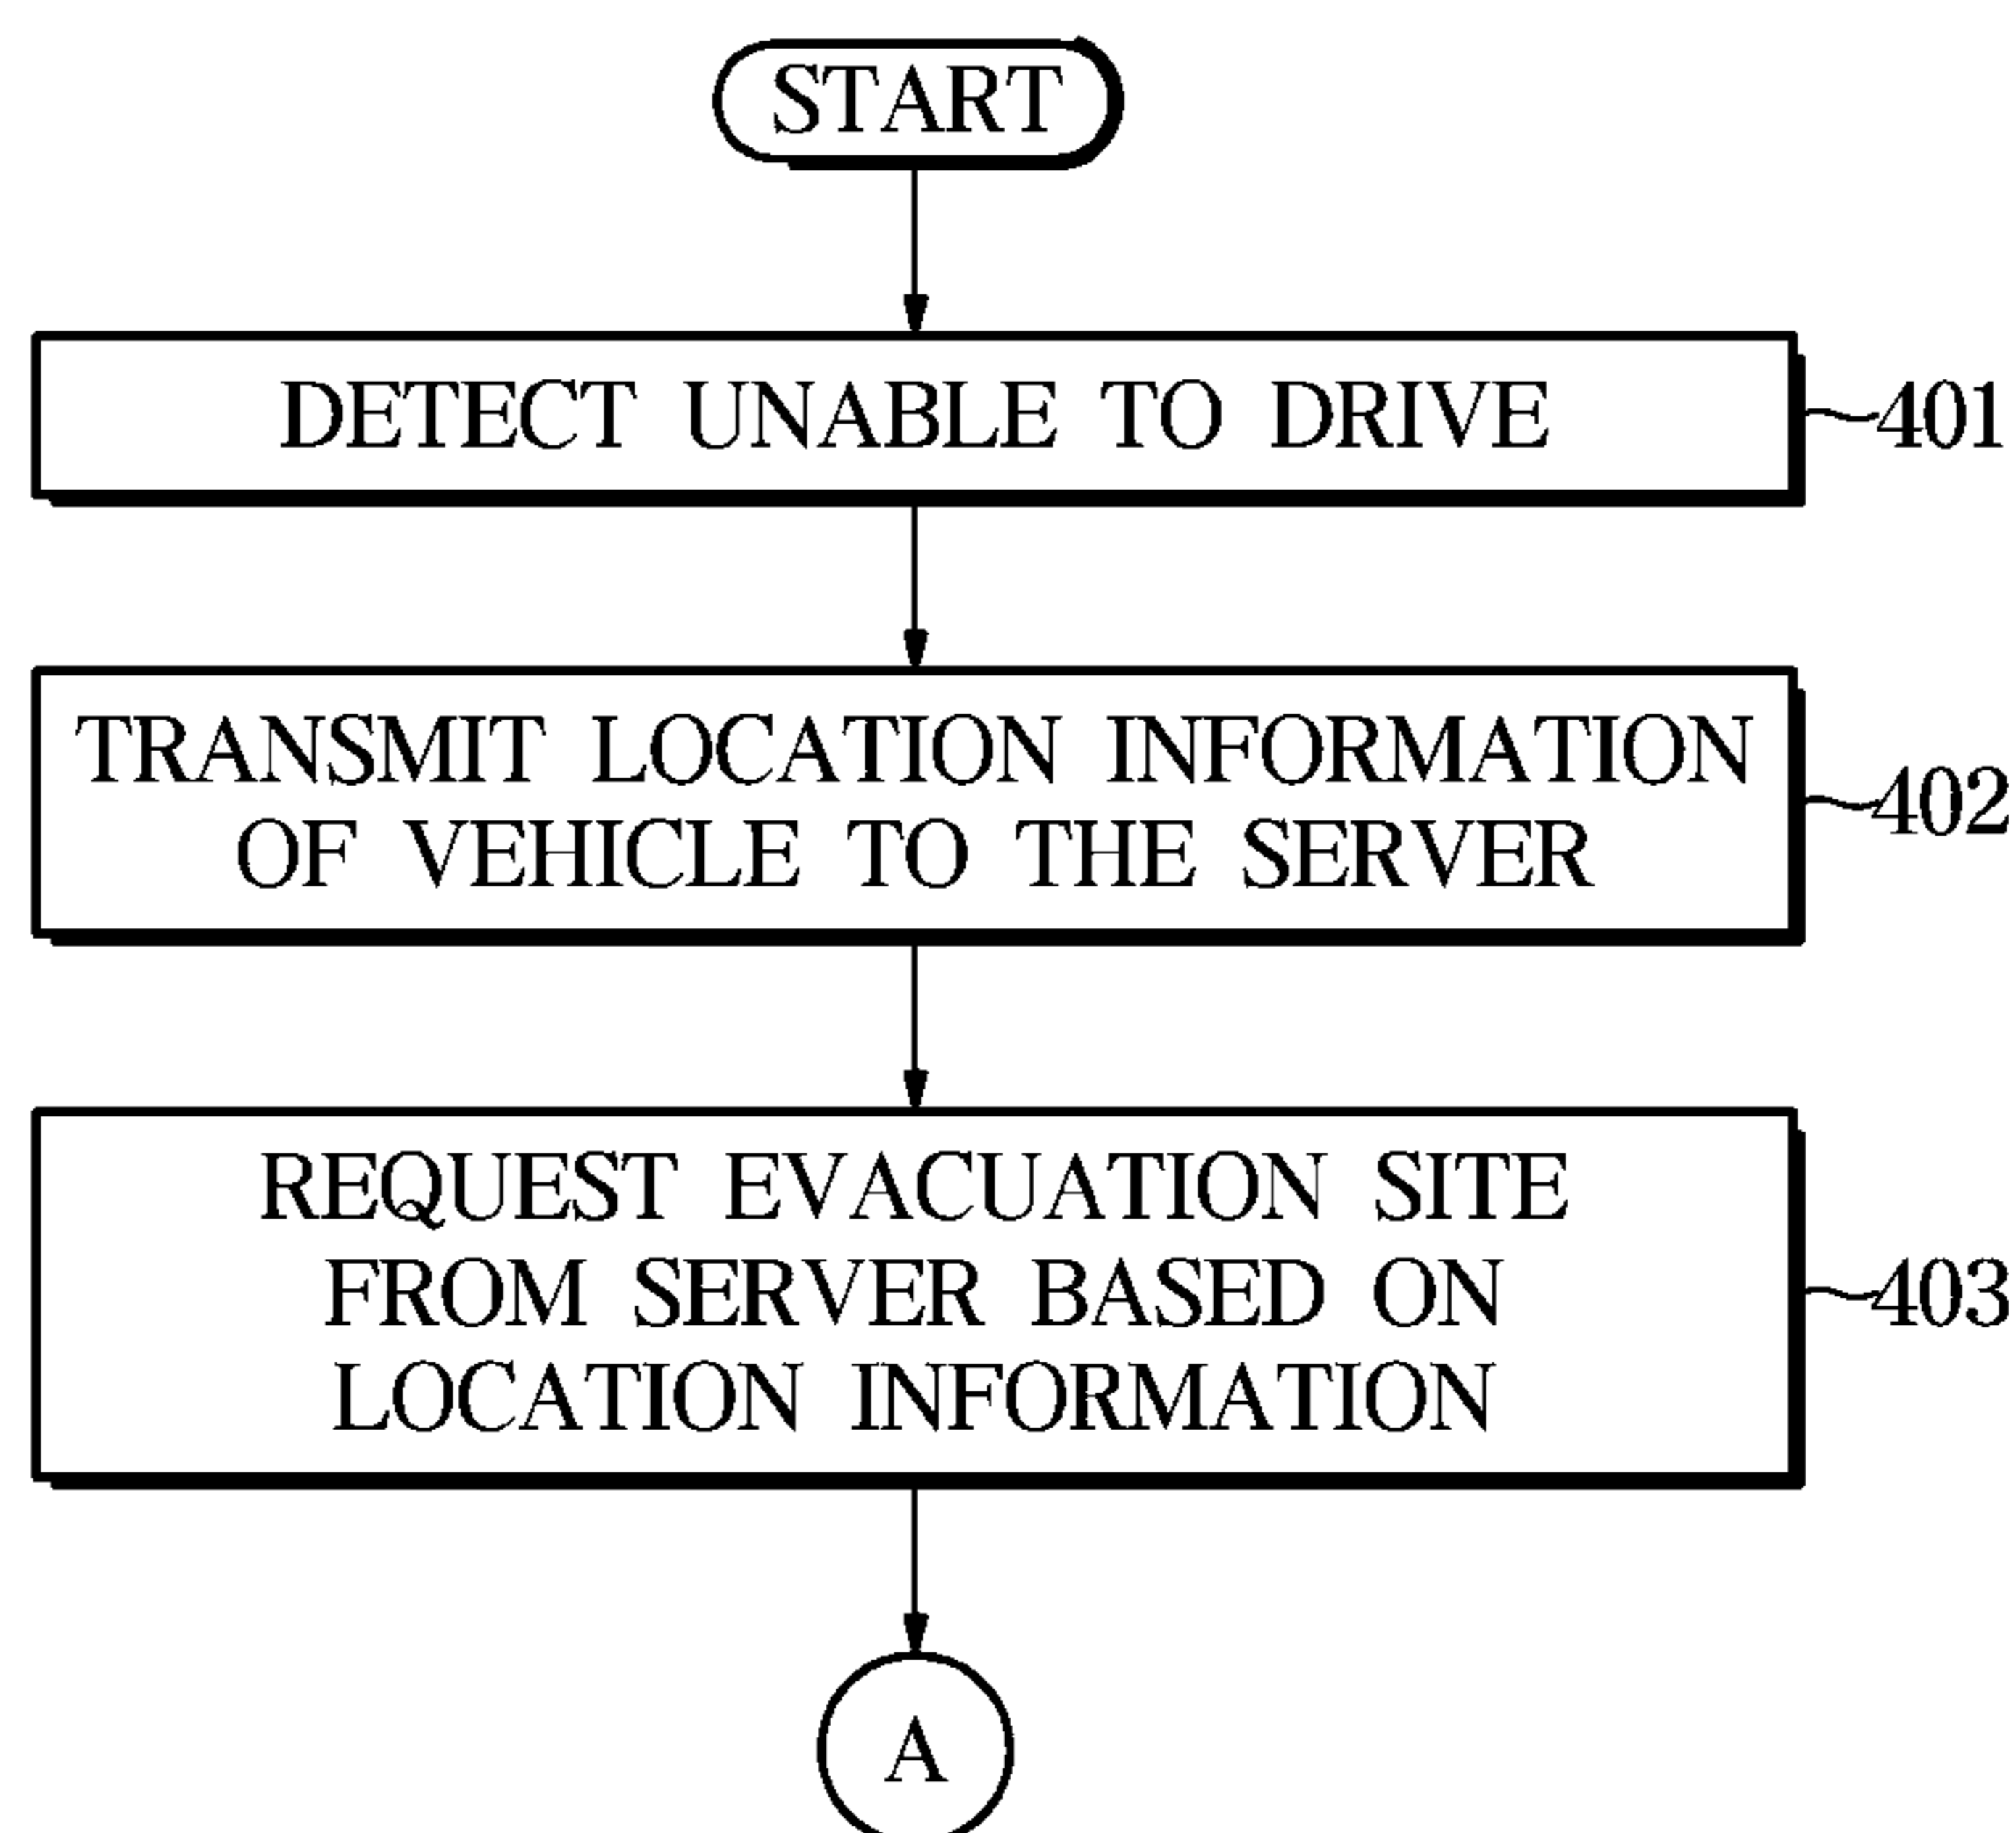 START
DETECT UNABLE TO DRIVE
401
TRANSMIT LOCATION INFORMATION
OF VEHICLE TO THE SERVER
402
REQUEST EVACUATION SITE
FROM SERVER BASED ON
LOCATION INFORMATION
403
A